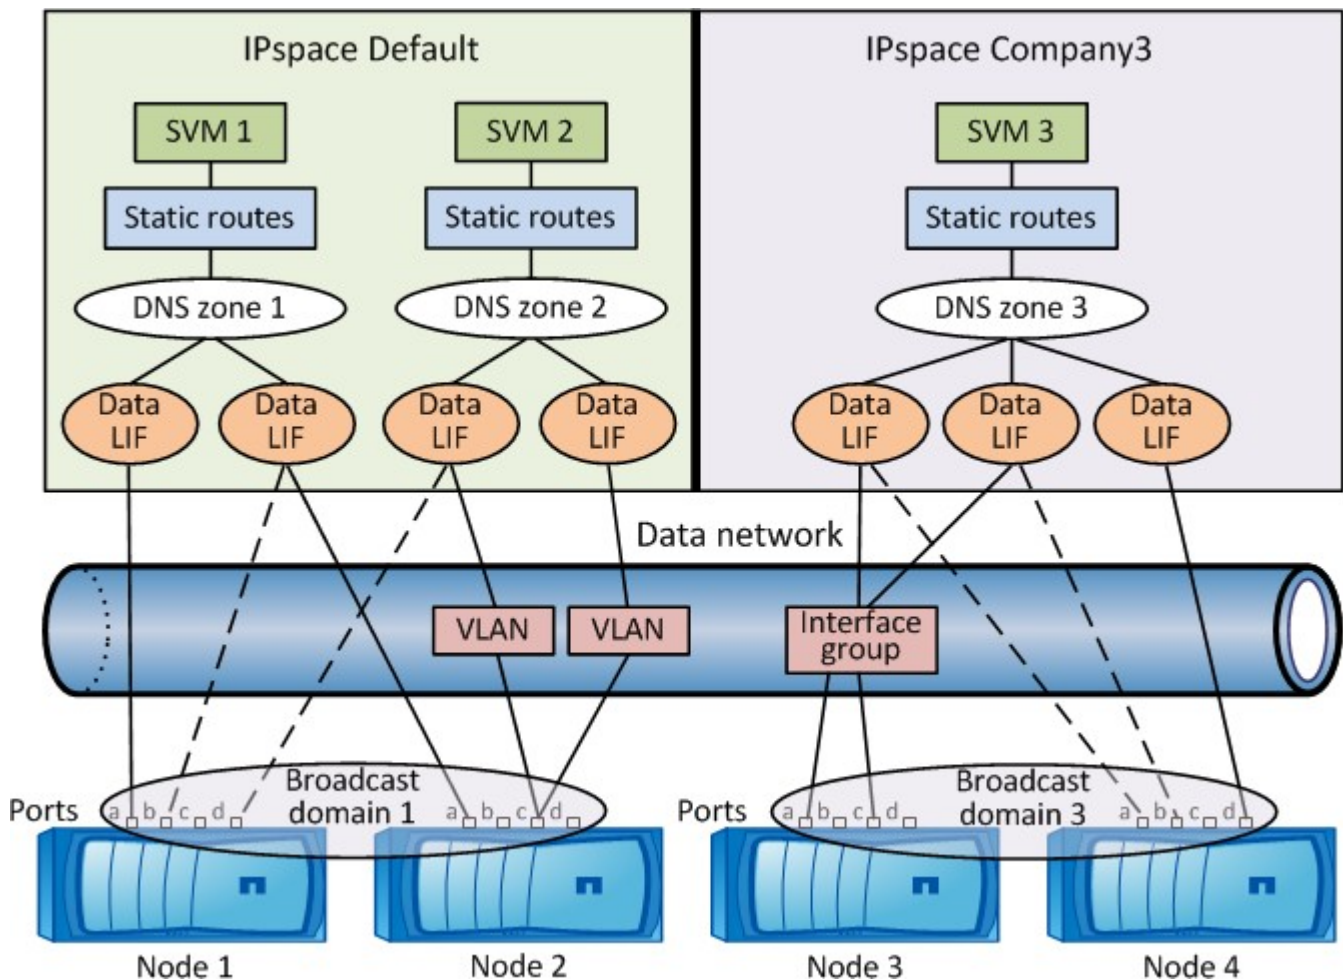 IPspace Default
IPspace Company3
SVM 1
SVM 2
SVM 3
Static routes
Static routes
Static routes
DNS zone 1
DNS zone 2
DNS zone 3
Data
LIF
Data
LIF
Data
LIF
Data
LIF
Data
LIF
Data
LIF
Data
LIF
Data network
VLAN
VLAN
Interface
group
Broadcast
domain 1
Broadcast
domain 3
Ports
a b c d
a b c d
Ports
a b c d
a b c d
Node 1
Node 2
Node 3
Node 4